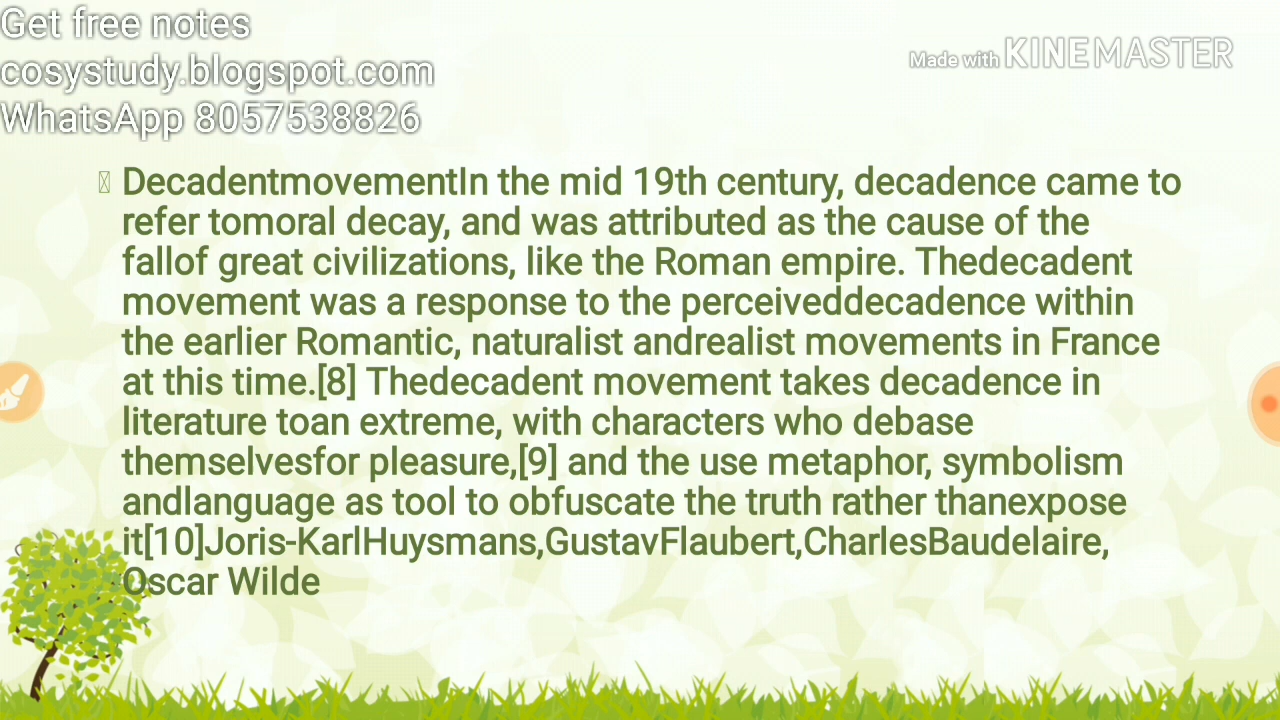 Get free notes
cosystudy.blogspot.com
WhatsApp 8057538826
Made with KINEMASTER
DecadentmovementIn the mid 19th century, decadence came to
refer tomoral decay, and was attributed as the cause of the
fallof great civilizations, like the Roman empire. Thedecadent
movement was a response to the perceiveddecadence within
the earlier Romantic, naturalist andrealist movements in France
at this time.[8] Thedecadent movement takes decadence in
literature toan extreme, with characters who debase
themselvesfor pleasure,[9] and the use metaphor, symbolism
andlanguage as tool to obfuscate the truth rather thanexpose
it[10]Joris-KarlHuysmans,GustavFlaubert,CharlesBaudelaire,
Oscar Wilde